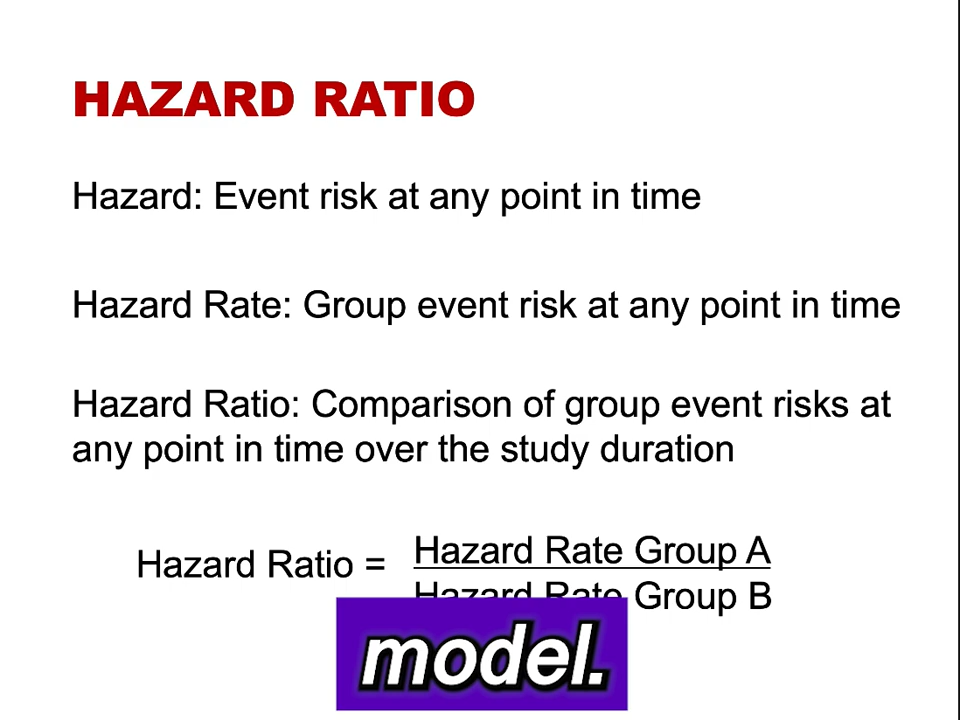 HAZARD RATIO
Hazard: Event risk at any point in time
Hazard Rate: Group event risk at any point in time
Hazard Ratio: Comparison of group event risks at
any point in time over the study duration
Hazard Ratio =
Hazard Rate Group A
Hazard Rate Group B
model.